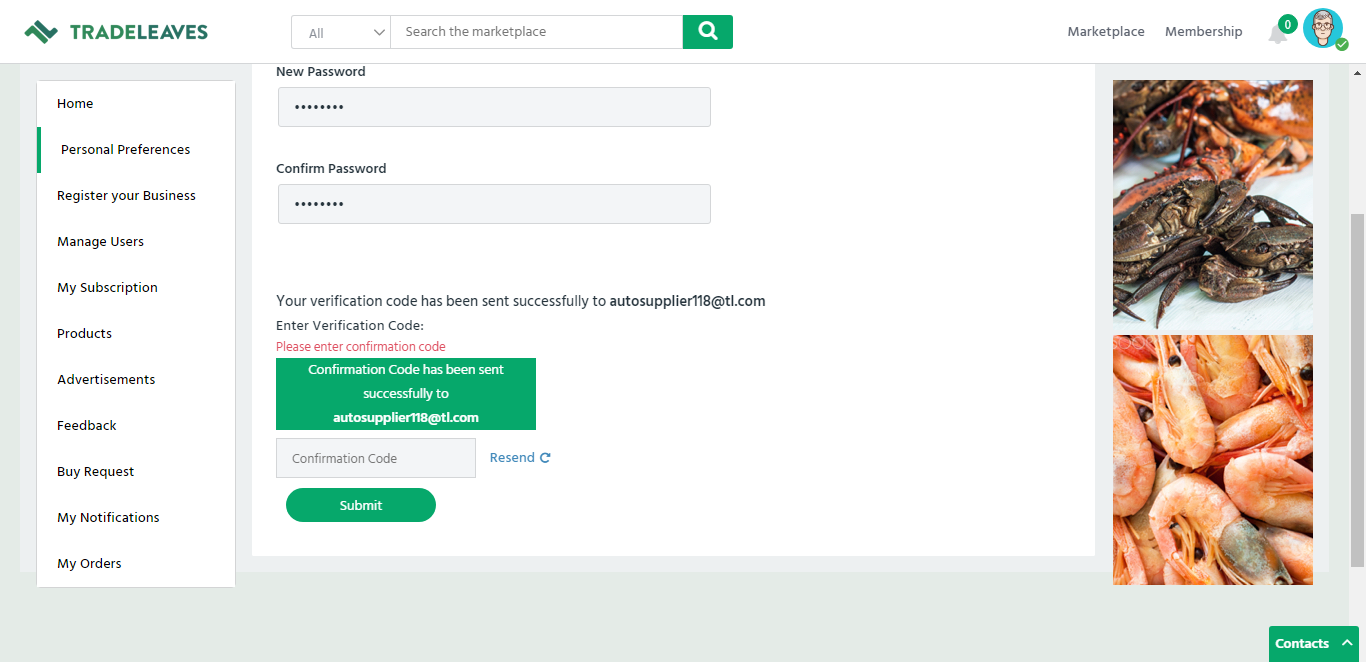 TRADELEAVES
All
Search the marketplace
Marketplace
Membership
0
Home
Personal Preferences
Register your Business
Manage Users
My Subscription
Products
Advertisements
Feedback
Buy Request
My Notifications
My Orders
New Password
••••••••
Confirm Password
••••••••
Your verification code has been sent successfully to autosupplier118@tl.com
Enter Verification Code:
Please enter confirmation code
Confirmation Code has been sent
successfully to
autosupplier118@tl.com
Confirmation Code
Resend
Submit
Contacts